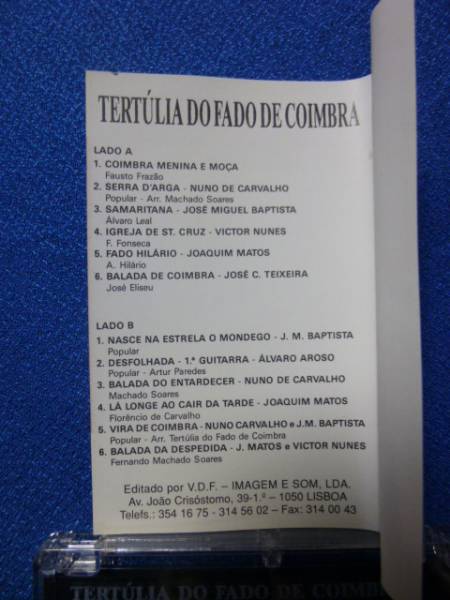 TERTÚLIA DO FADO DE COIMBRA
LADO A
1. COIMBRA MENINA E MOÇA
Fausto Frazão
2. SERRA D'ARGA - NUNO DE CARVALHO
Popular - Arr. Machado Soares
3. SAMARITANA - JOSÉ MIGUEL BAPTISTA
Álvaro Leal
4. IGREJA DE ST. CRUZ - VICTOR NUNES
F. Fonseca
5. FADO HILÁRIO - JOAQUIM MATOS
A. Hilário
6. BALADA DE COIMBRA - JOSÉ C. TEIXEIRA
José Eliseu
LADO B
1. NASCE NA ESTRELA O MONDEGO - J. M. BAPTISTA
Popular
2. DESFOLHADA - 1.ª GUITARRA - ÁLVARO AROSO
Popular - Artur Paredes
3. BALADA DO ENTARDECER - NUNO DE CARVALHO
Machado Soares
4. LÁ LONGE AO CAIR DA TARDE - JOAQUIM MATOS
Florêncio de Carvalho
5. VIRA DE COIMBRA - NUNO CARVALHO e J.M. BAPTISTA
Popular - Arr. Tertúlia do Fado de Coimbra
6. BALADA DA DESPEDIDA - J. MATOS e VICTOR NUNES
Fernando Machado Soares
Editado por V.D.F. – IMAGEM E SOM, LDA.
Av. João Crisóstomo, 39-1.º – 1050 LISBOA
Telefs.: 354 16 75 - 314 56 02 – Fax: 314 00 43
TERTÚLIA DO FADO DE COIMBRA